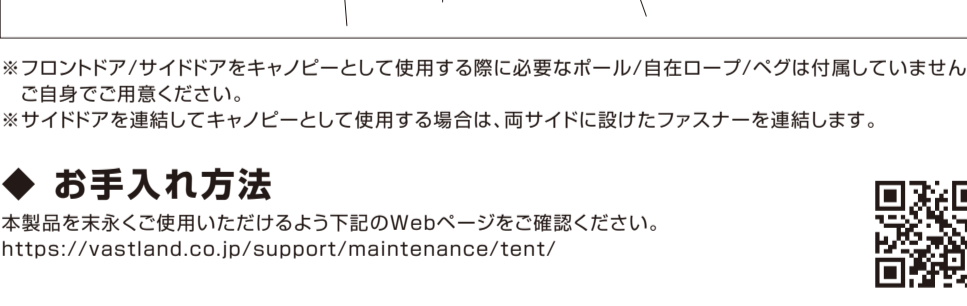 ※フロントドア/サイドドアをキャノピーとして使用する際に必要なポール/自在ロープ/ペグは付属していません
ご自身でご用意ください。
※サイドドアを連結してキャノピーとして使用する場合は、両サイドに設けたファスナーを連結します。
◆ お手入れ方法
本製品を末永くご使用いただけるよう下記のWebページをご確認ください。
https://vastland.co.jp/support/maintenance/tent/